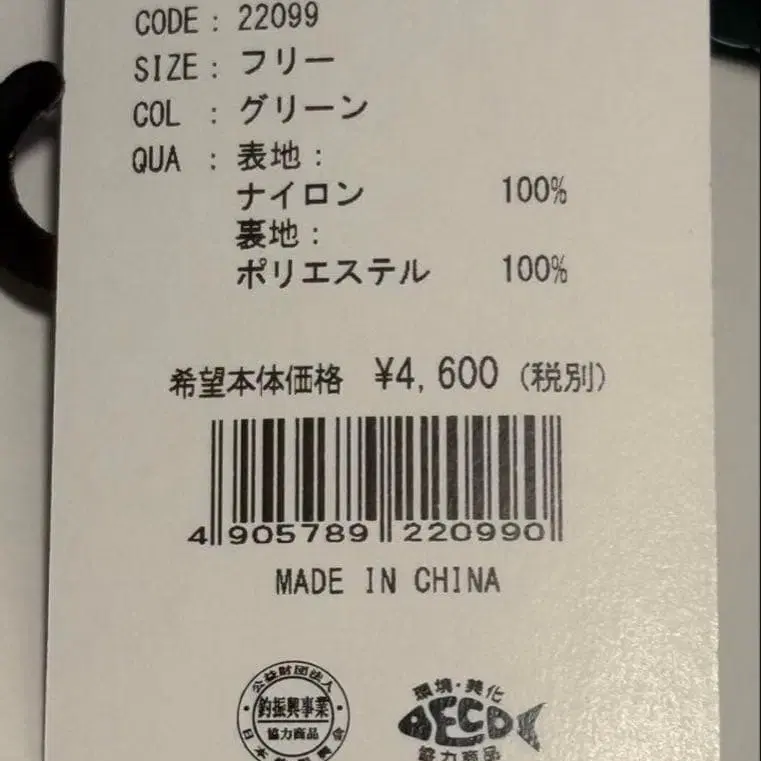 CODE : 22099
SIZE : フリー
COL : グリーン
QUA : 表地 :
ナイロン 100%
裏地 :
ポリエステル 100%
希望本体価格 ¥4,600 (税別)
4 905789 220990
MADE IN CHINA
公益財団法人
釣振興事業
協力商品
環境・美化
協力商品